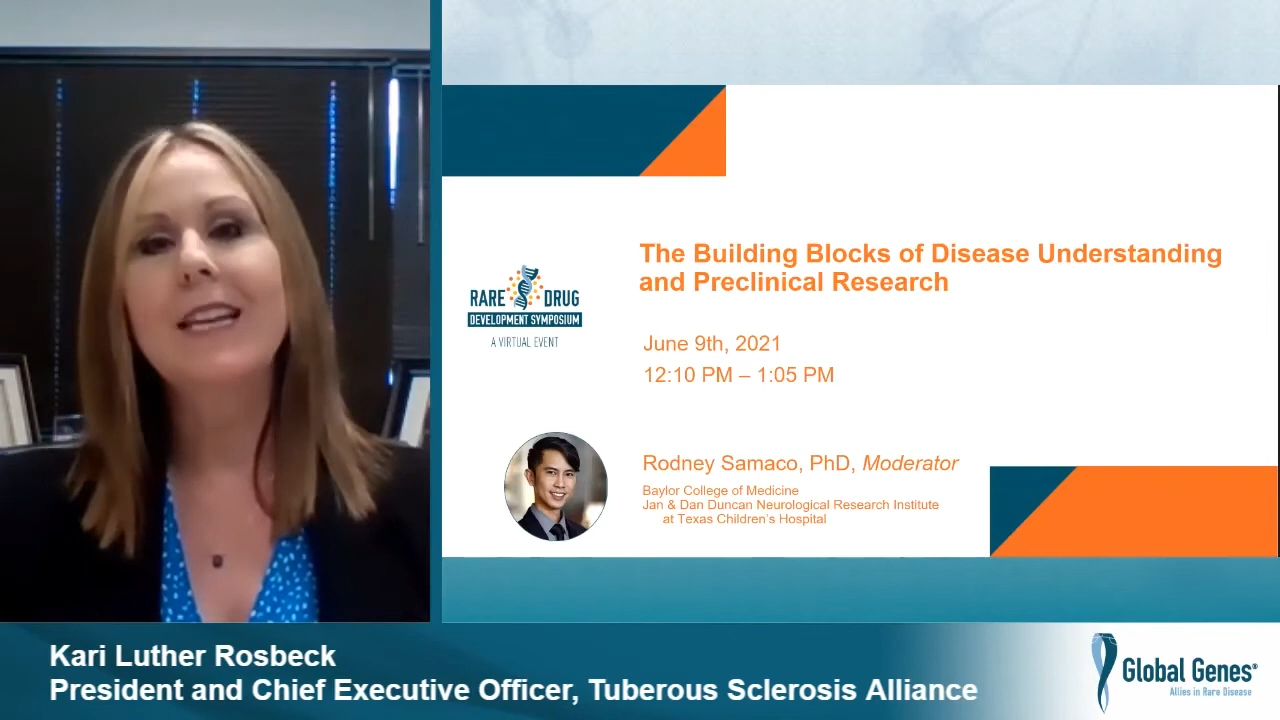 The Building Blocks of Disease Understanding
and Preclinical Research
RARE DRUG
DEVELOPMENT SYMPOSIUM
A VIRTUAL EVENT
June 9th, 2021
12:10 PM – 1:05 PM
Rodney Samaco, PhD, Moderator
Baylor College of Medicine
Jan & Dan Duncan Neurological Research Institute
at Texas Children's Hospital
Kari Luther Rosbeck
President and Chief Executive Officer, Tuberous Sclerosis Alliance
Global Genes®
Allies in Rare Disease